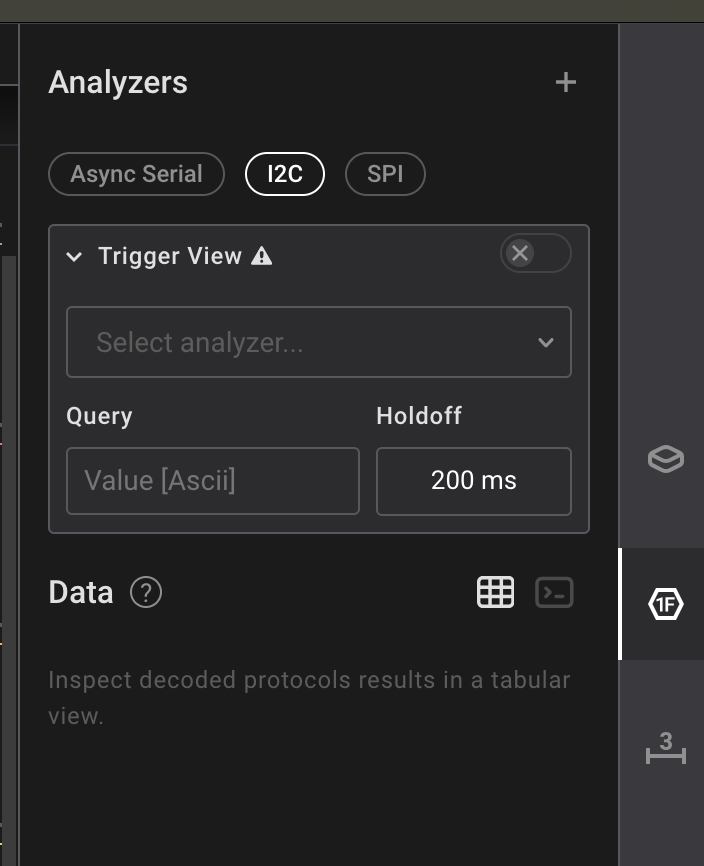 Analyzers
Async Serial I2C SPI
Trigger View
Select analyzer...
Query Holdoff
Value [Ascii] 200 ms
Data ?
Inspect decoded protocols results in a tabular
view.
1F
3